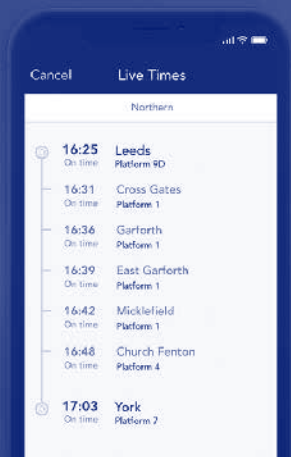 Cancel Live Times
Northern
16:25 Leeds
On time Platform 9D
16:31 Cross Gates
On time Platform 1
16:36 Garforth
On time Platform 1
16:39 East Garforth
On time Platform 1
16:42 Micklefield
On time Platform 1
16:48 Church Fenton
On time Platform 4
17:03 York
On time Platform 7